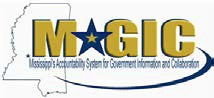 MAGIC
Mississippi's Accountability System for Government Information and Collaboration